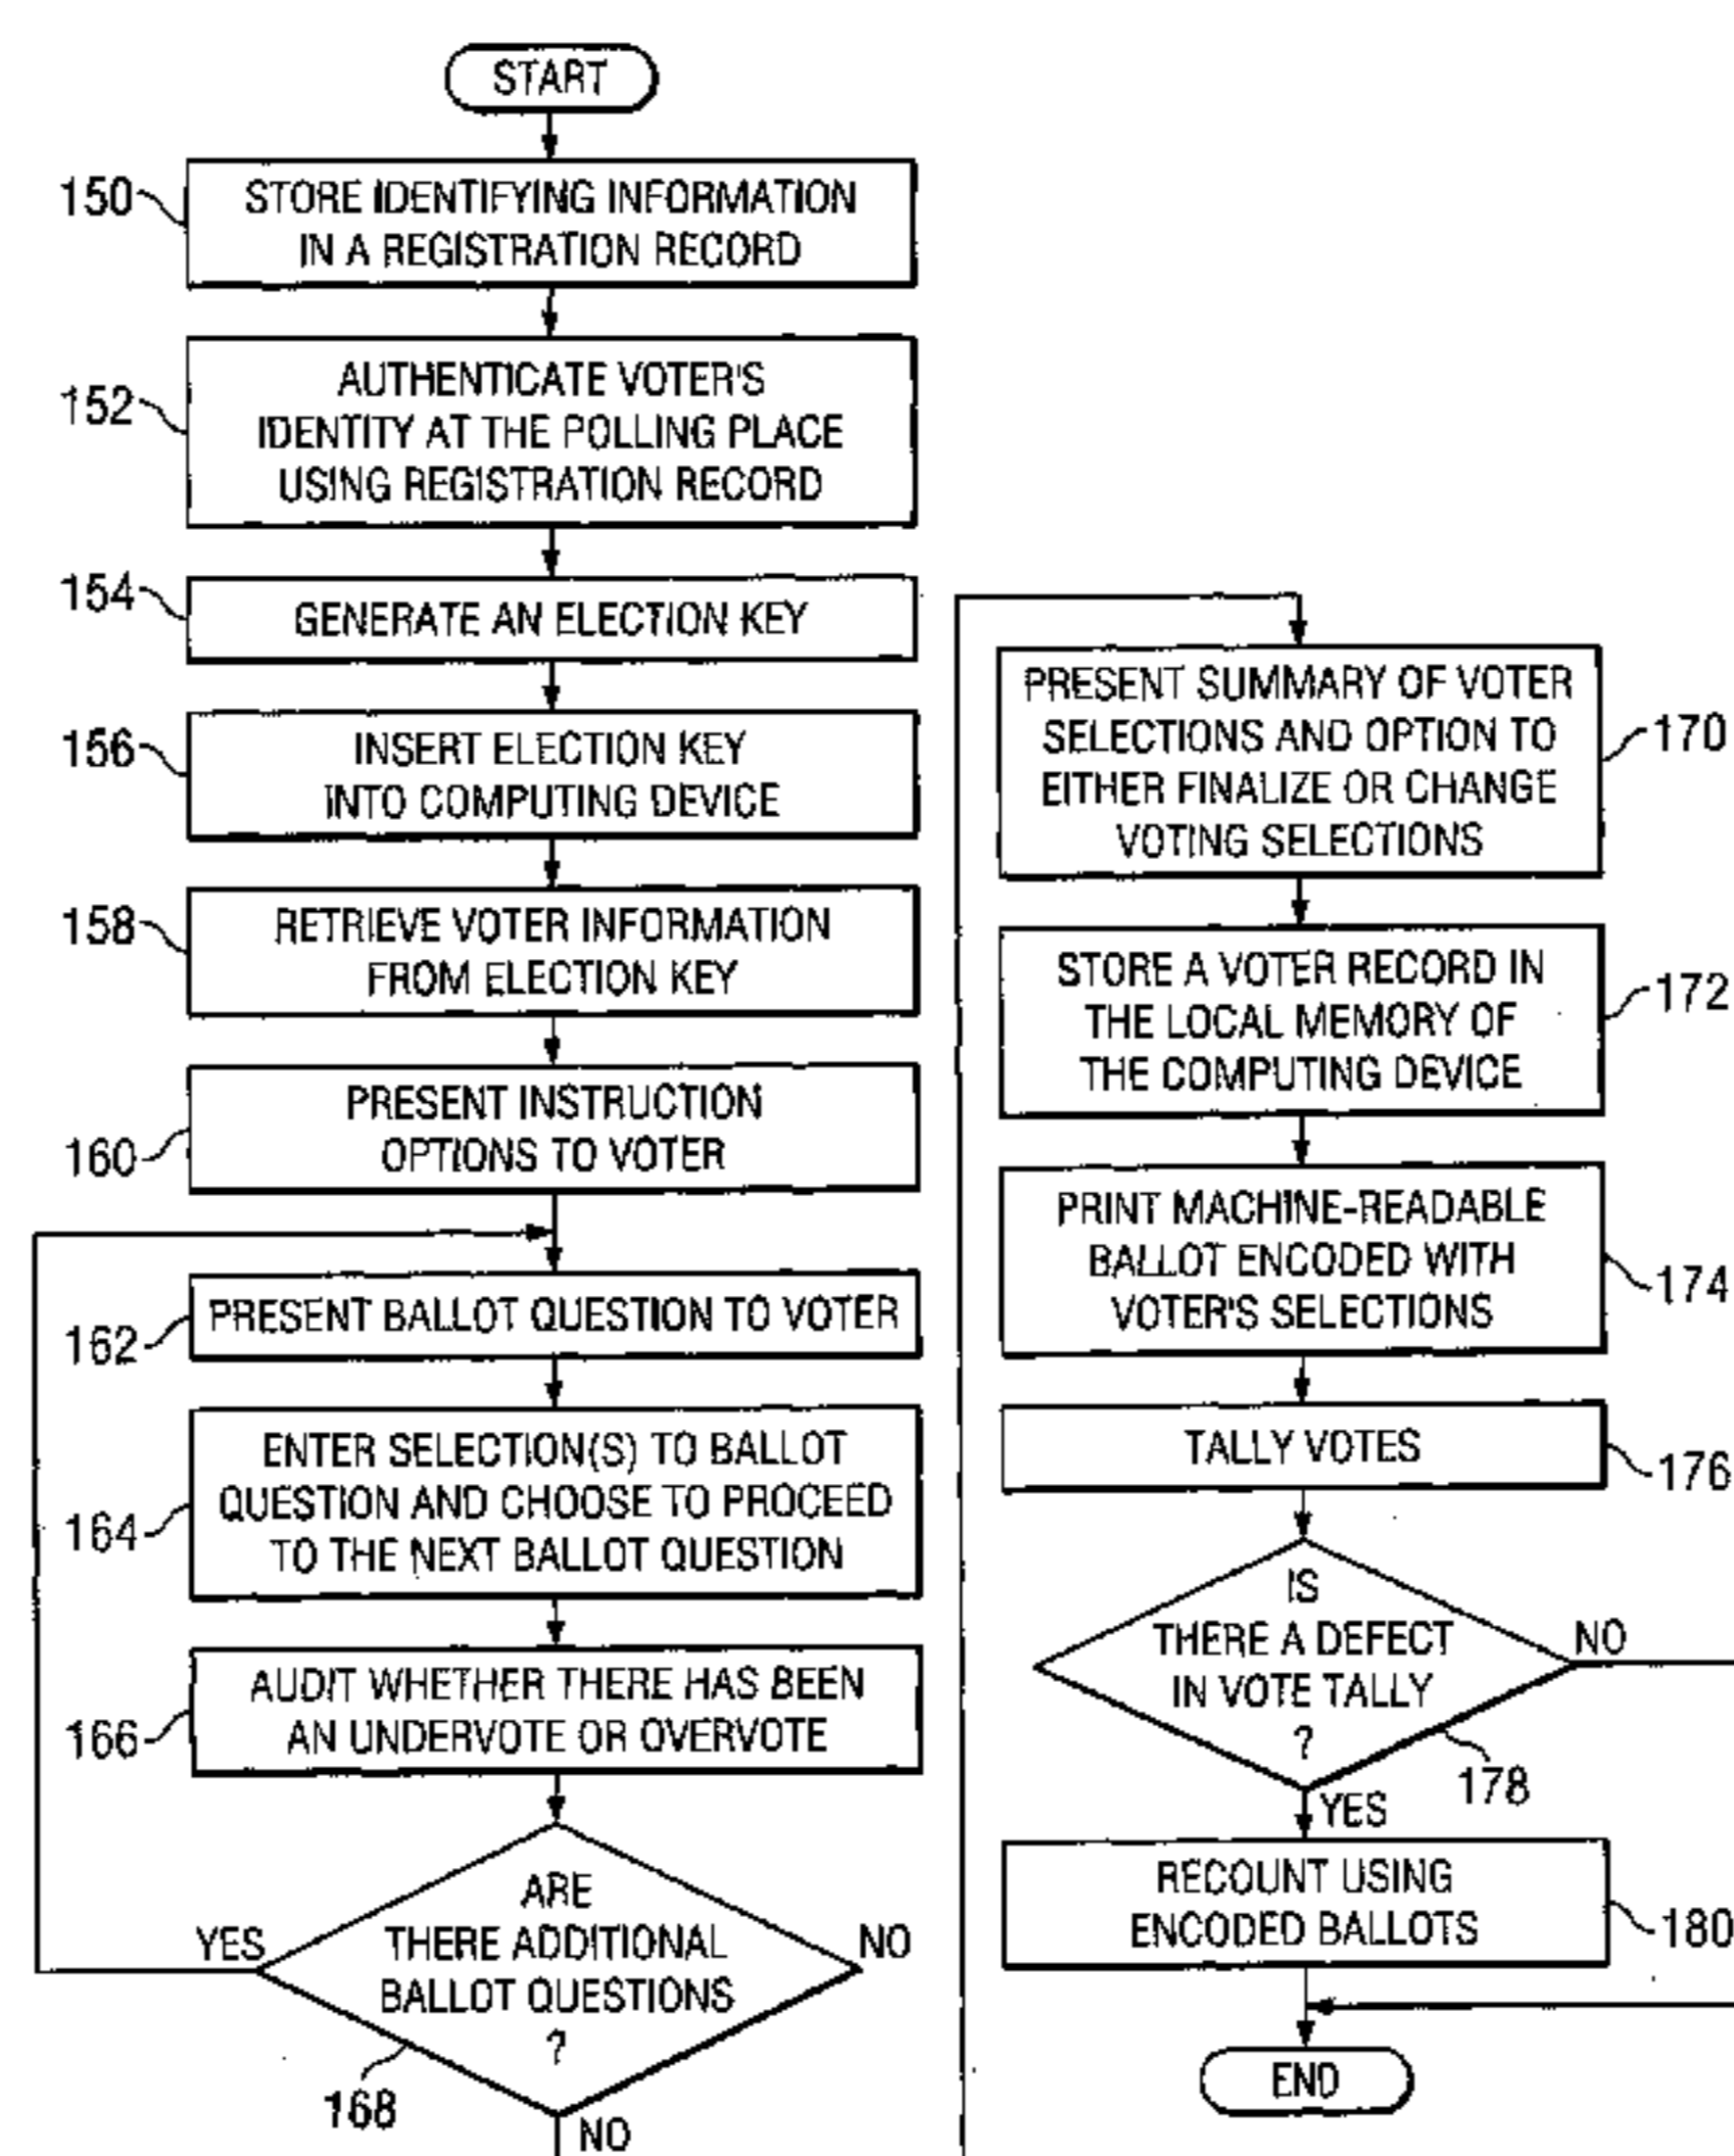 START
150
STORE IDENTIFYING INFORMATION
IN A REGISTRATION RECORD
152
AUTHENTICATE VOTER'S
IDENTITY AT THE POLLING PLACE
USING REGISTRATION RECORD
154
GENERATE AN ELECTION KEY
156
INSERT ELECTION KEY
INTO COMPUTING DEVICE
158
RETRIEVE VOTER INFORMATION
FROM ELECTION KEY
160
PRESENT INSTRUCTION
OPTIONS TO VOTER
162
PRESENT BALLOT QUESTION TO VOTER
164
ENTER SELECTION(S) TO BALLOT
QUESTION AND CHOOSE TO PROCEED
TO THE NEXT BALLOT QUESTION
166
AUDIT WHETHER THERE HAS BEEN
AN UNDERVOTE OR OVERVOTE
YES
ARE
THERE ADDITIONAL
BALLOT QUESTIONS
?
NO
168
NO
PRESENT SUMMARY OF VOTER
SELECTIONS AND OPTION TO
EITHER FINALIZE OR CHANGE
VOTING SELECTIONS
170
STORE A VOTER RECORD IN
THE LOCAL MEMORY OF
THE COMPUTING DEVICE
172
PRINT MACHINE-READABLE
BALLOT ENCODED WITH
VOTER'S SELECTIONS
174
TALLY VOTES
176
IS
THERE A DEFECT
IN VOTE TALLY
?
NO
178
YES
RECOUNT USING
ENCODED BALLOTS
180
END